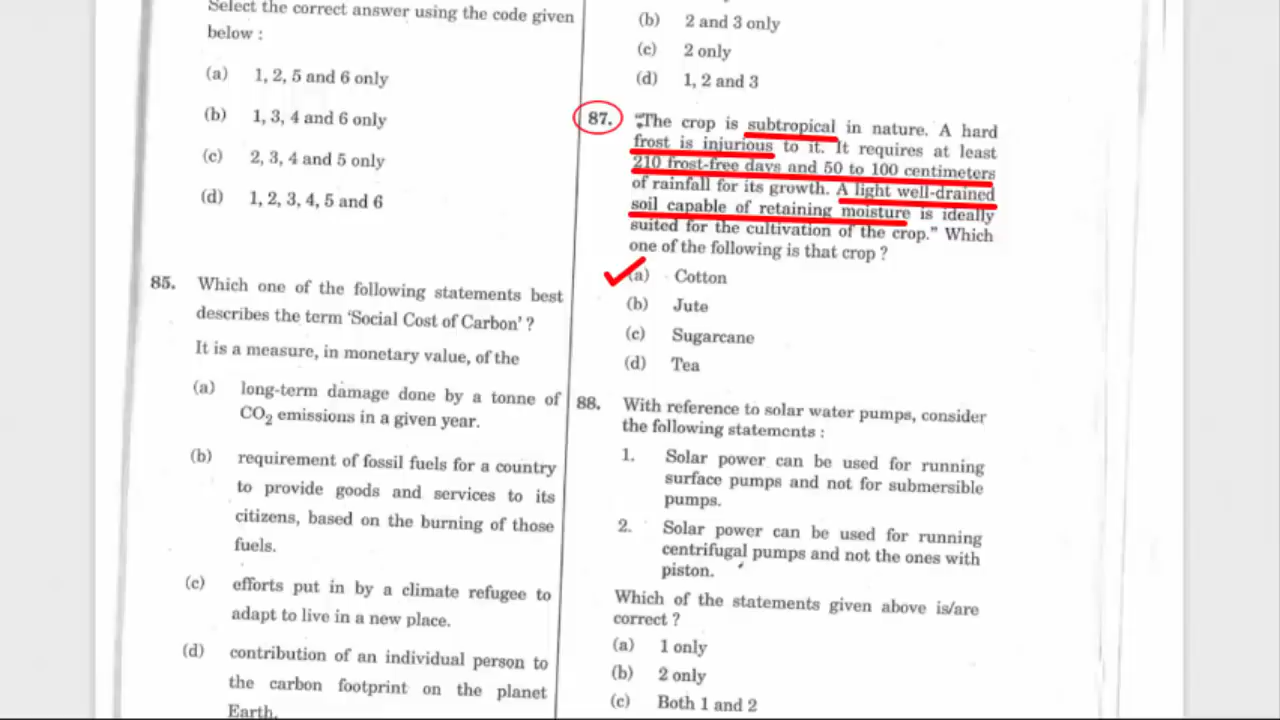 Select the correct answer using the code given
below :
(a) 1, 2, 5 and 6 only
(b) 1, 3, 4 and 6 only
(c) 2, 3, 4 and 5 only
(d) 1, 2, 3, 4, 5 and 6
85. Which one of the following statements best
describes the term 'Social Cost of Carbon' ?
It is a measure, in monetary value, of the
(a) long-term damage done by a tonne of
CO2 emissions in a given year.
(b) requirement of fossil fuels for a country
to provide goods and services to its
citizens, based on the burning of those
fuels.
(c) efforts put in by a climate refugee to
adapt to live in a new place.
(d) contribution of an individual person to
the carbon footprint on the planet
Earth.
(b) 2 and 3 only
(c) 2 only
(d) 1, 2 and 3
87. "The crop is subtropical in nature. A hard
frost is injurious to it. It requires at least
210 frost-free days and 50 to 100 centimeters
of rainfall for its growth. A light well-drained
soil capable of retaining moisture is ideally
suited for the cultivation of the crop." Which
one of the following is that crop ?
(a) Cotton
(b) Jute
(c) Sugarcane
(d) Tea
88. With reference to solar water pumps, consider
the following statements :
1. Solar power can be used for running
surface pumps and not for submersible
pumps.
2. Solar power can be used for running
centrifugal pumps and not the ones with
piston.
Which of the statements given above is/are
correct ?
(a) 1 only
(b) 2 only
(c) Both 1 and 2